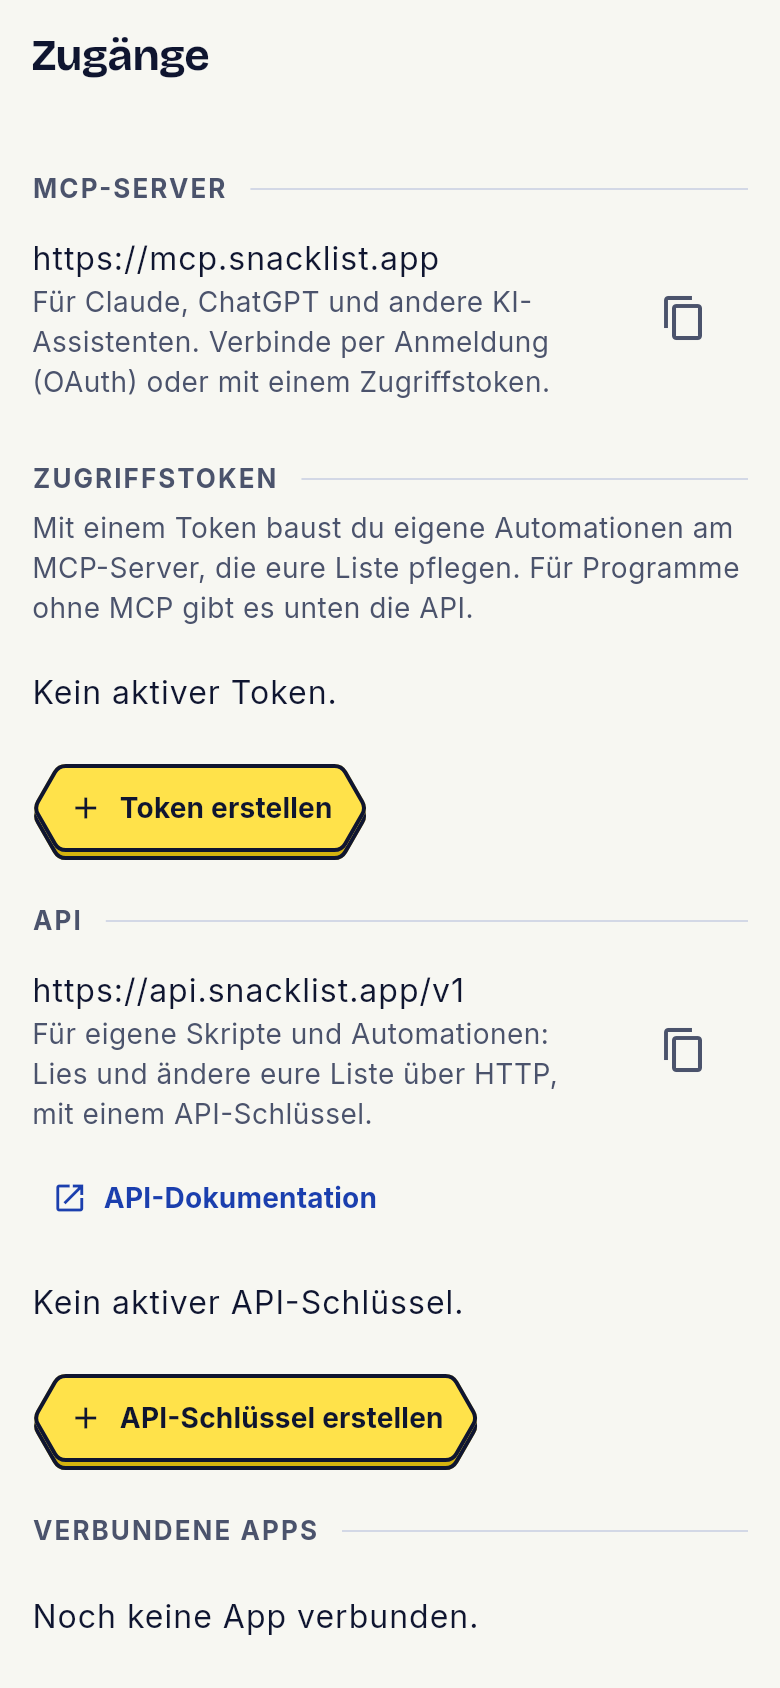 Zugänge
MCP-SERVER
https://mcp.snacklist.app
Für Claude, ChatGPT und andere KI-
Assistenten. Verbinde per Anmeldung
(OAuth) oder mit einem Zugriffstoken.
ZUGRIFFSTOKEN
Mit einem Token baust du eigene Automationen am
MCP-Server, die eure Liste pflegen. Für Programme
ohne MCP gibt es unten die API.
Kein aktiver Token.
Token erstellen
API
https://api.snacklist.app/v1
Für eigene Skripte und Automationen:
Lies und ändere eure Liste über HTTP,
mit einem API-Schlüssel.
API-Dokumentation
Kein aktiver API-Schlüssel.
API-Schlüssel erstellen
VERBUNDENE APPS
Noch keine App verbunden.